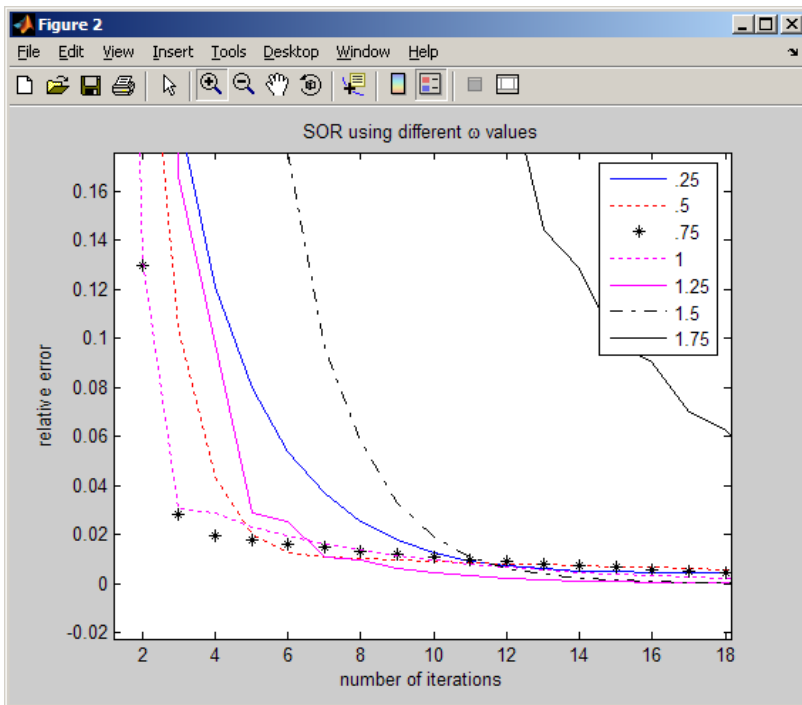 Figure 2
File Edit View Insert Tools Desktop Window Help
SOR using different ω values
0.16
0.14
0.12
0.1
0.08
0.06
0.04
0.02
0
-0.02
relative error
2 4 6 8 10 12 14 16 18
number of iterations
.25
.5
.75
1
1.25
1.5
1.75